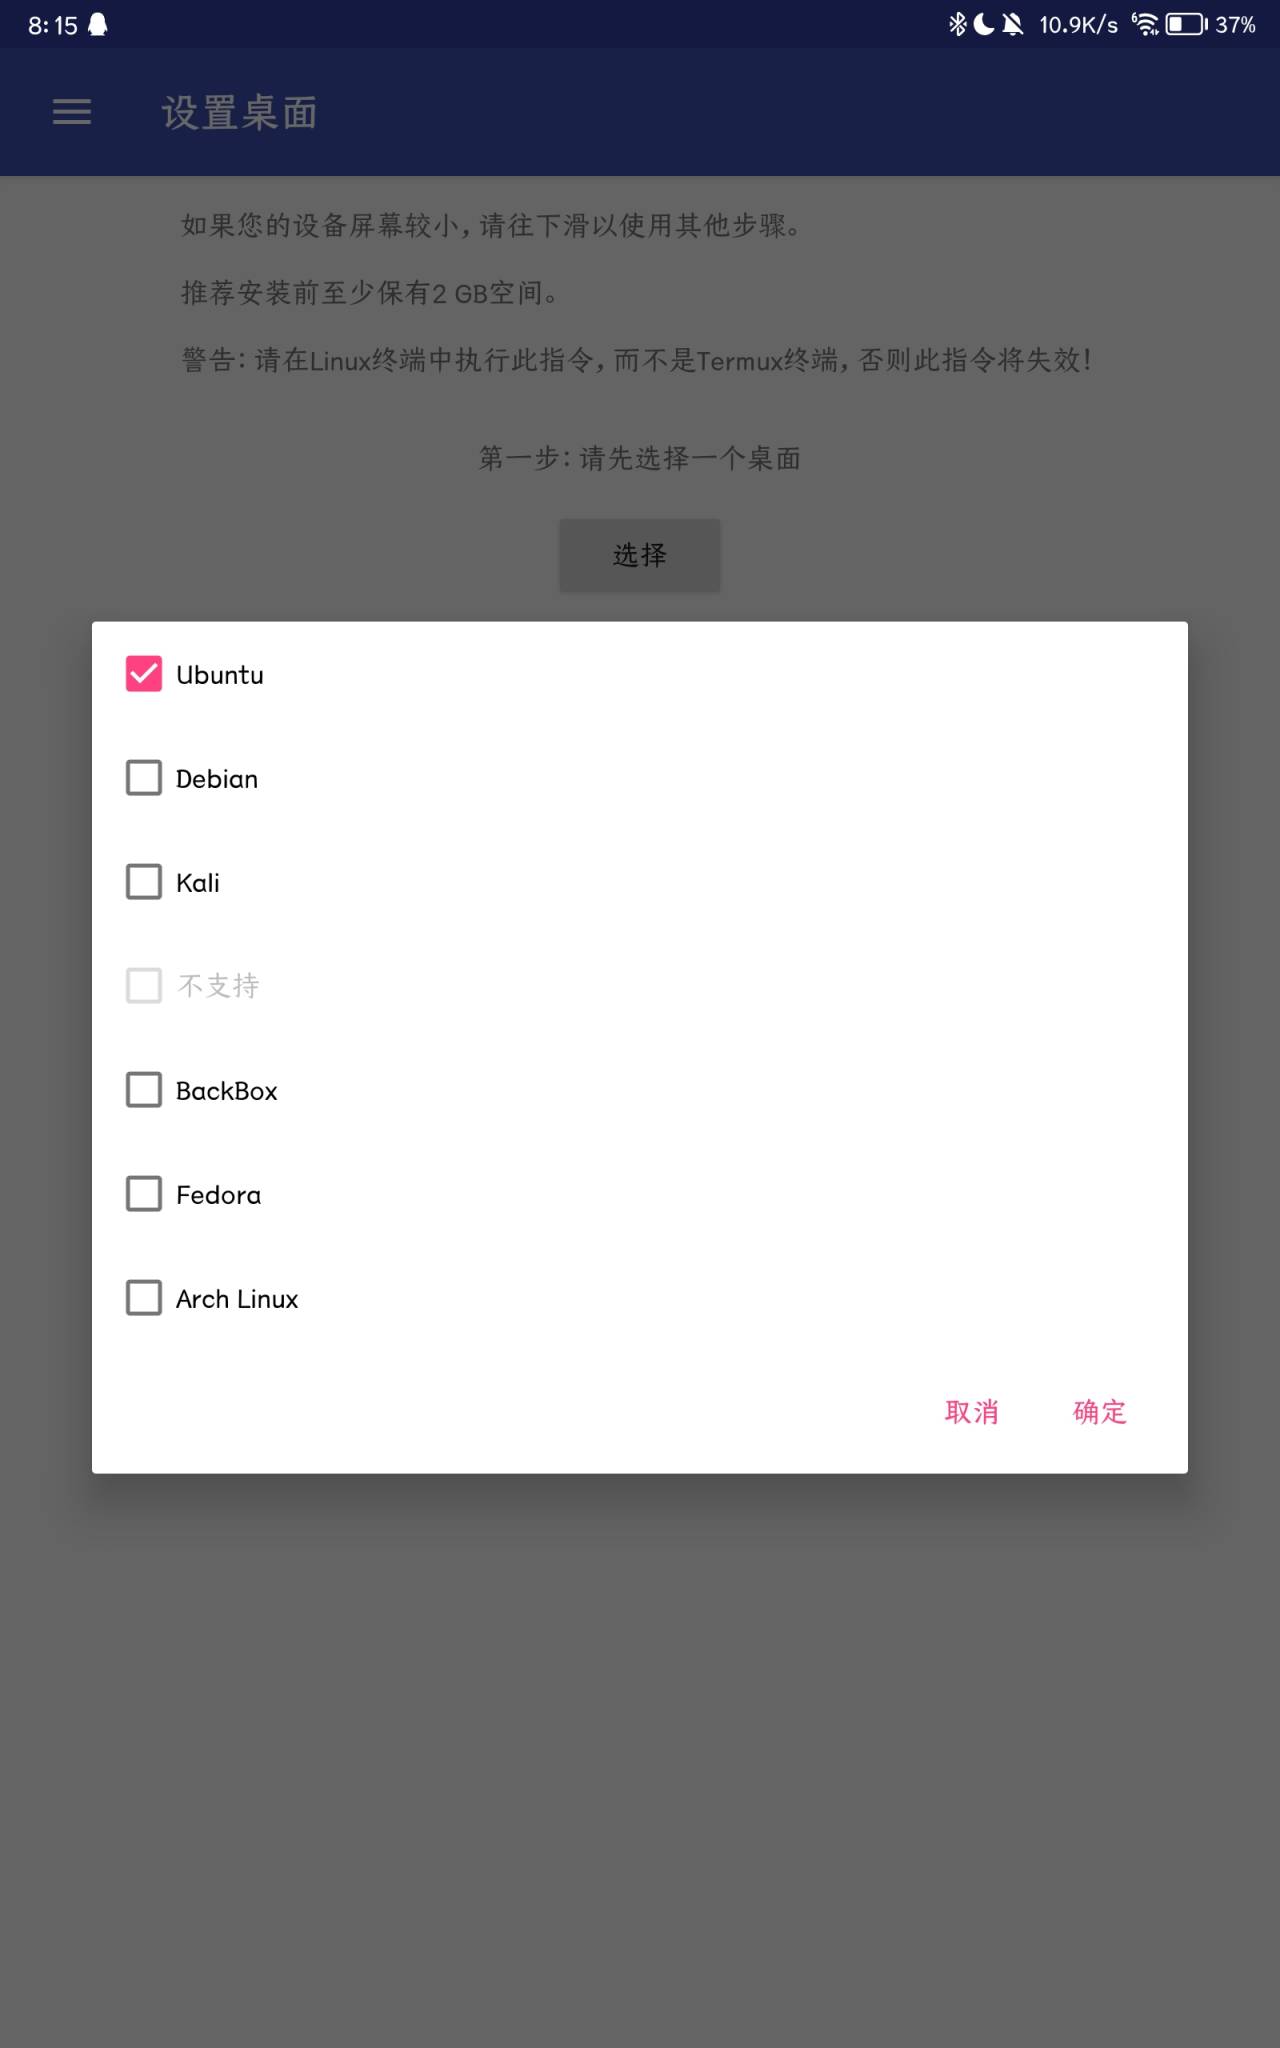 8:15 10.9K/s 6 37%
设置桌面
如果您的设备屏幕较小，请往下滑以使用其他步骤。
推荐安装前至少保有2 GB空间。
警告：请在Linux终端中执行此指令，而不是Termux终端，否则此指令将失效！
第一步：请先选择一个桌面
选择
Ubuntu
Debian
Kali
不支持
BackBox
Fedora
Arch Linux
取消 确定